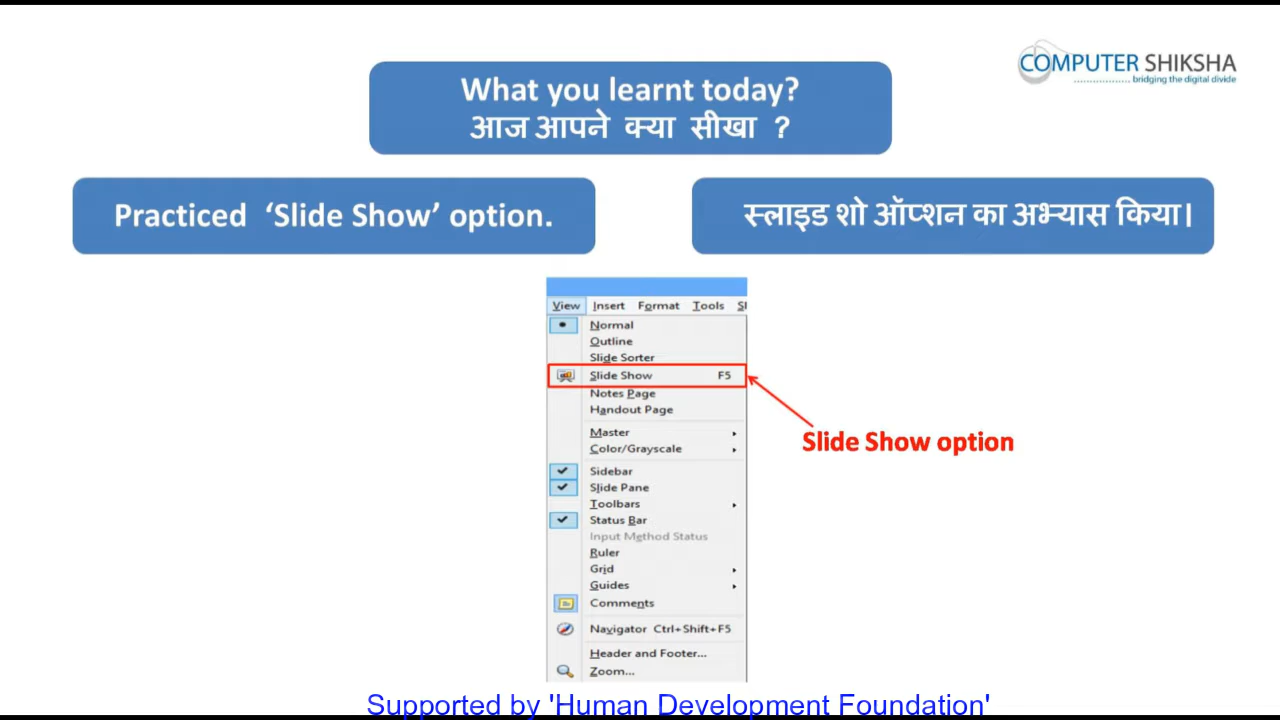 COMPUTER SHIKSHA
bridging the digital divide
What you learnt today?
आज आपने क्या सीखा ?
Practiced ‘Slide Show’ option.
स्लाइड शो ऑप्शन का अभ्यास किया।
View Insert Format Tools Sl
Normal
Outline
Slide Sorter
Slide Show F5
Notes Page
Handout Page
Master
Color/Grayscale
Slide Show option
Sidebar
Slide Pane
Toolbars
Status Bar
Input Method Status
Ruler
Grid
Guides
Comments
Navigator Ctrl+Shift+F5
Header and Footer...
Zoom...
Supported by 'Human Development Foundation'